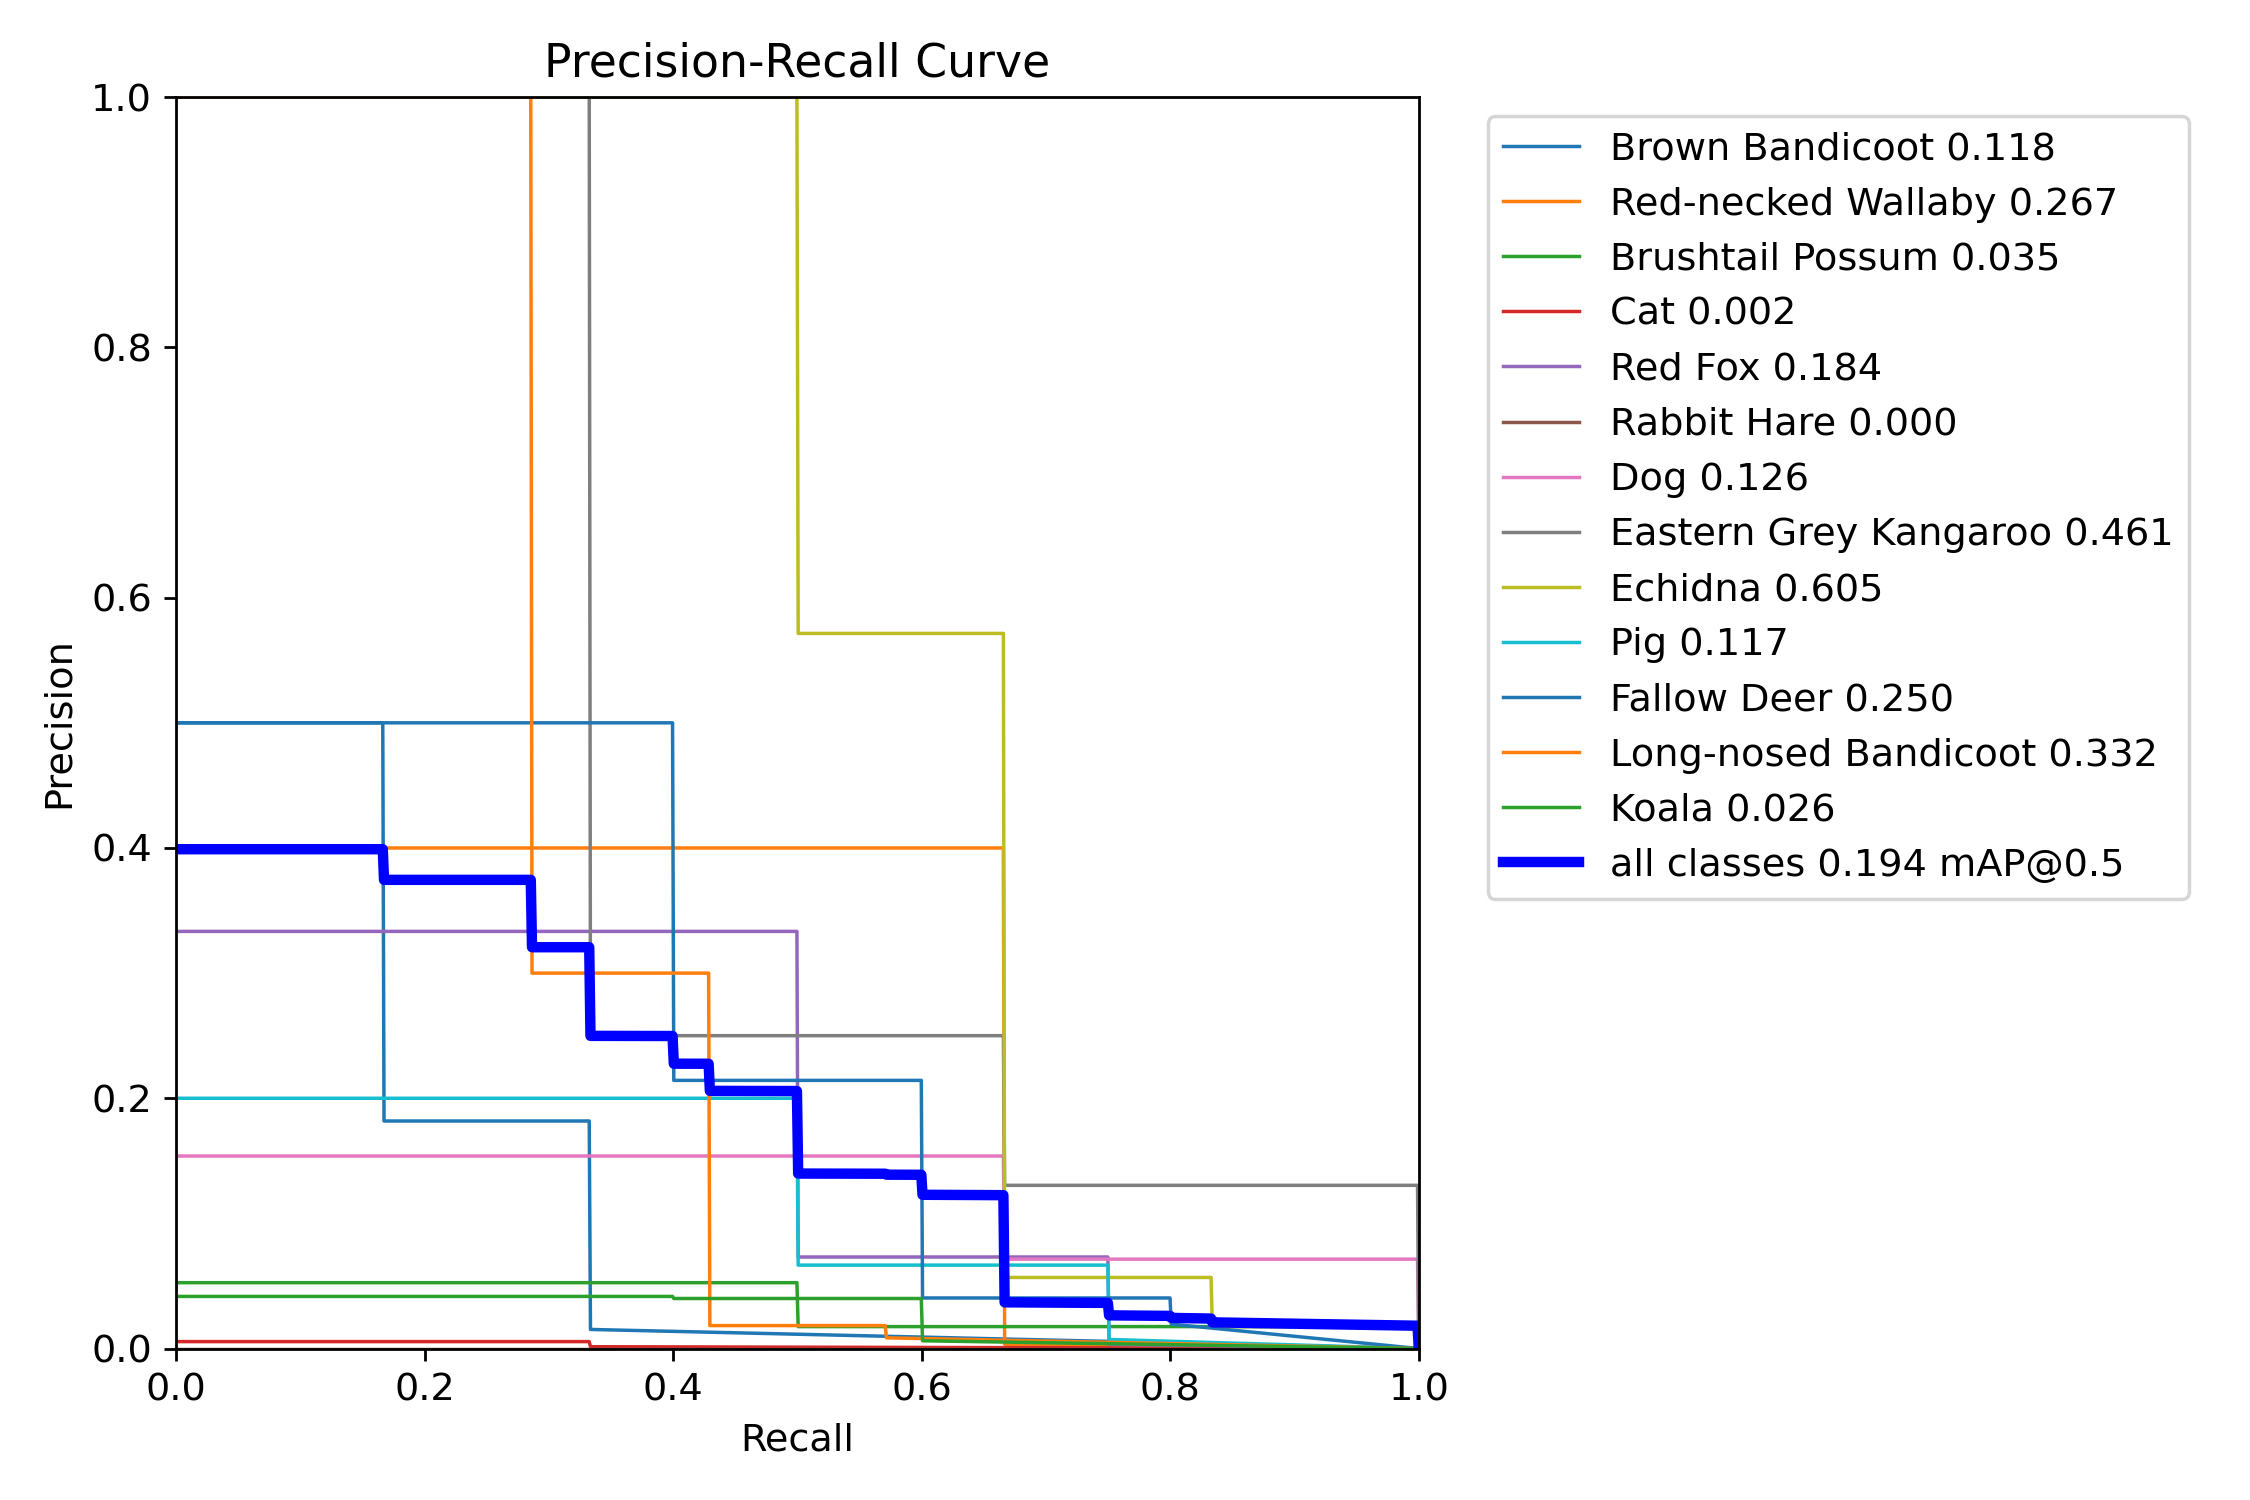 Precision-Recall Curve
1.0
0.8
0.6
0.4
0.2
0.0
Precision
0.0 0.2 0.4 0.6 0.8 1.0
Recall
Brown Bandicoot 0.118
Red-necked Wallaby 0.267
Brushtail Possum 0.035
Cat 0.002
Red Fox 0.184
Rabbit Hare 0.000
Dog 0.126
Eastern Grey Kangaroo 0.461
Echidna 0.605
Pig 0.117
Fallow Deer 0.250
Long-nosed Bandicoot 0.332
Koala 0.026
all classes 0.194 mAP@0.5